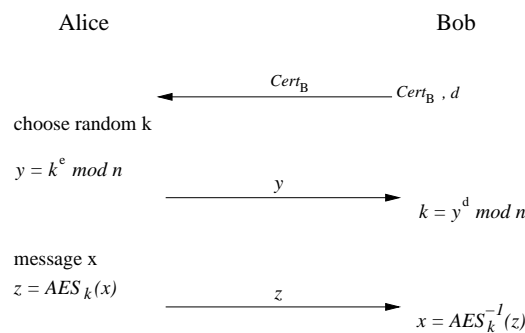 Alice Bob
Cert_B
Cert_B , d
choose random k
y = k^e mod n
y
k = y^d mod n
message x
z = AES_k(x)
z
x = AES_k^–1(z)